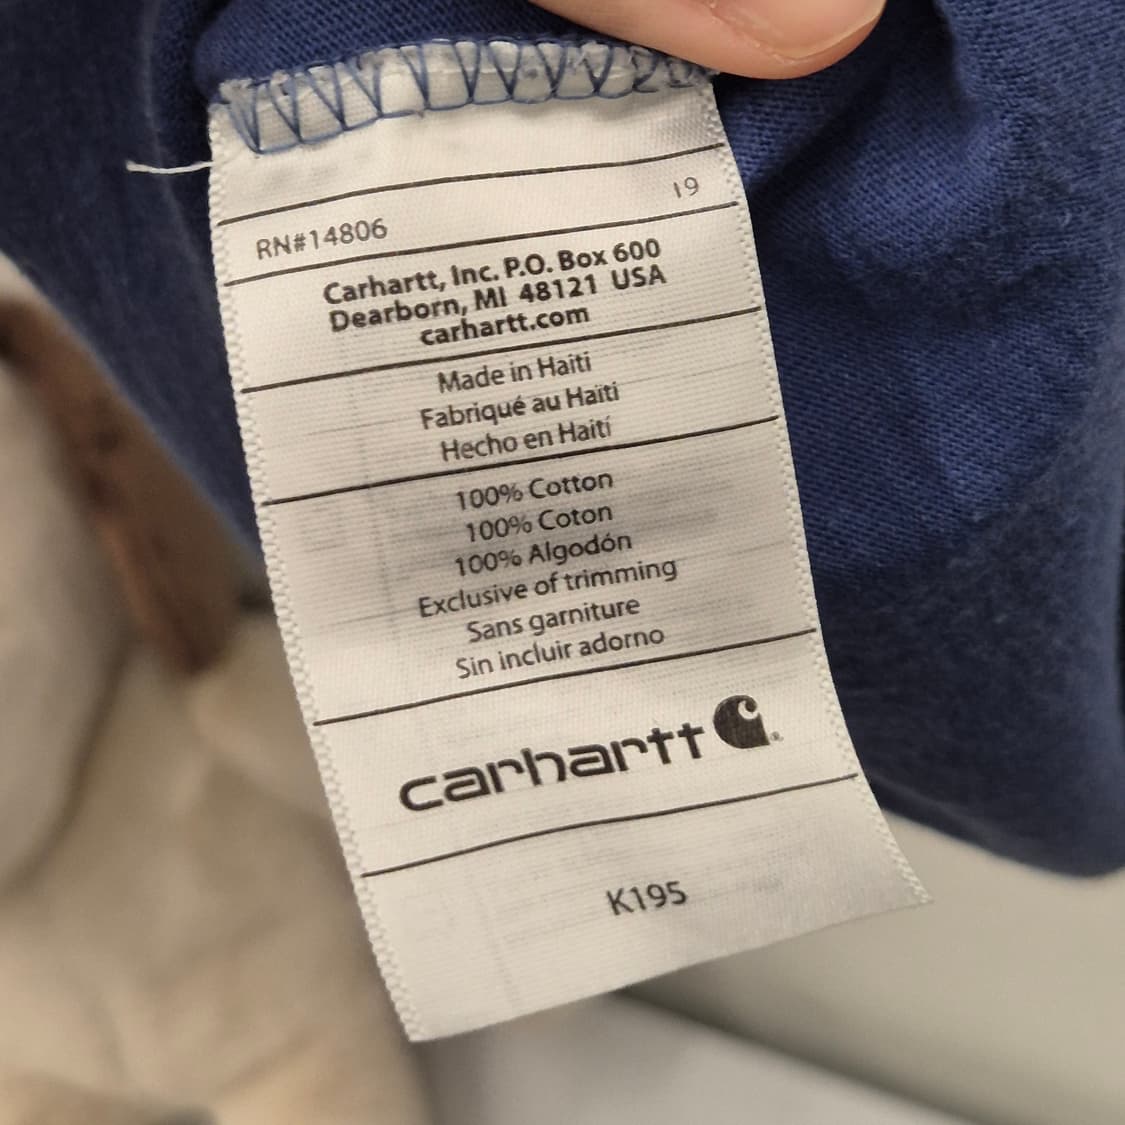 19
RN#14806
Carhartt, Inc. P.O. Box 600
Dearborn, MI 48121 USA
carhartt.com
Made in Haiti
Fabriqué au Haïti
Hecho en Haití
100% Cotton
100% Coton
100% Algodón
Exclusive of trimming
Sans garniture
Sin incluir adorno
carhartt
K195